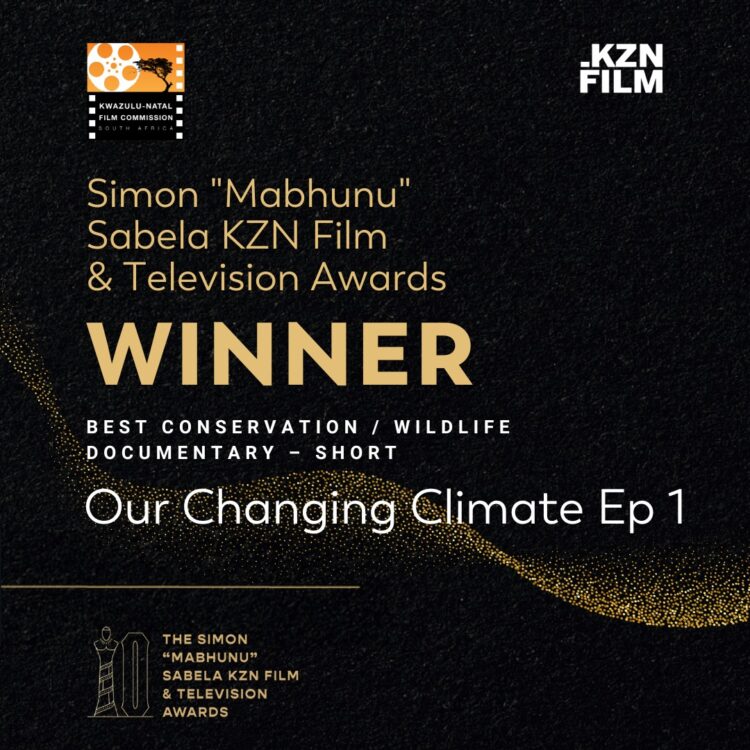 KWAZULU-NATAL
FILM COMMISSION
SOUTH AFRICA
.KZN
FILM
Simon "Mabhunu"
Sabela KZN Film
& Television Awards
WINNER
BEST CONSERVATION / WILDLIFE
DOCUMENTARY – SHORT
Our Changing Climate Ep 1
10
THE SIMON
“MABHUNU”
SABELA KZN FILM
& TELEVISION
AWARDS